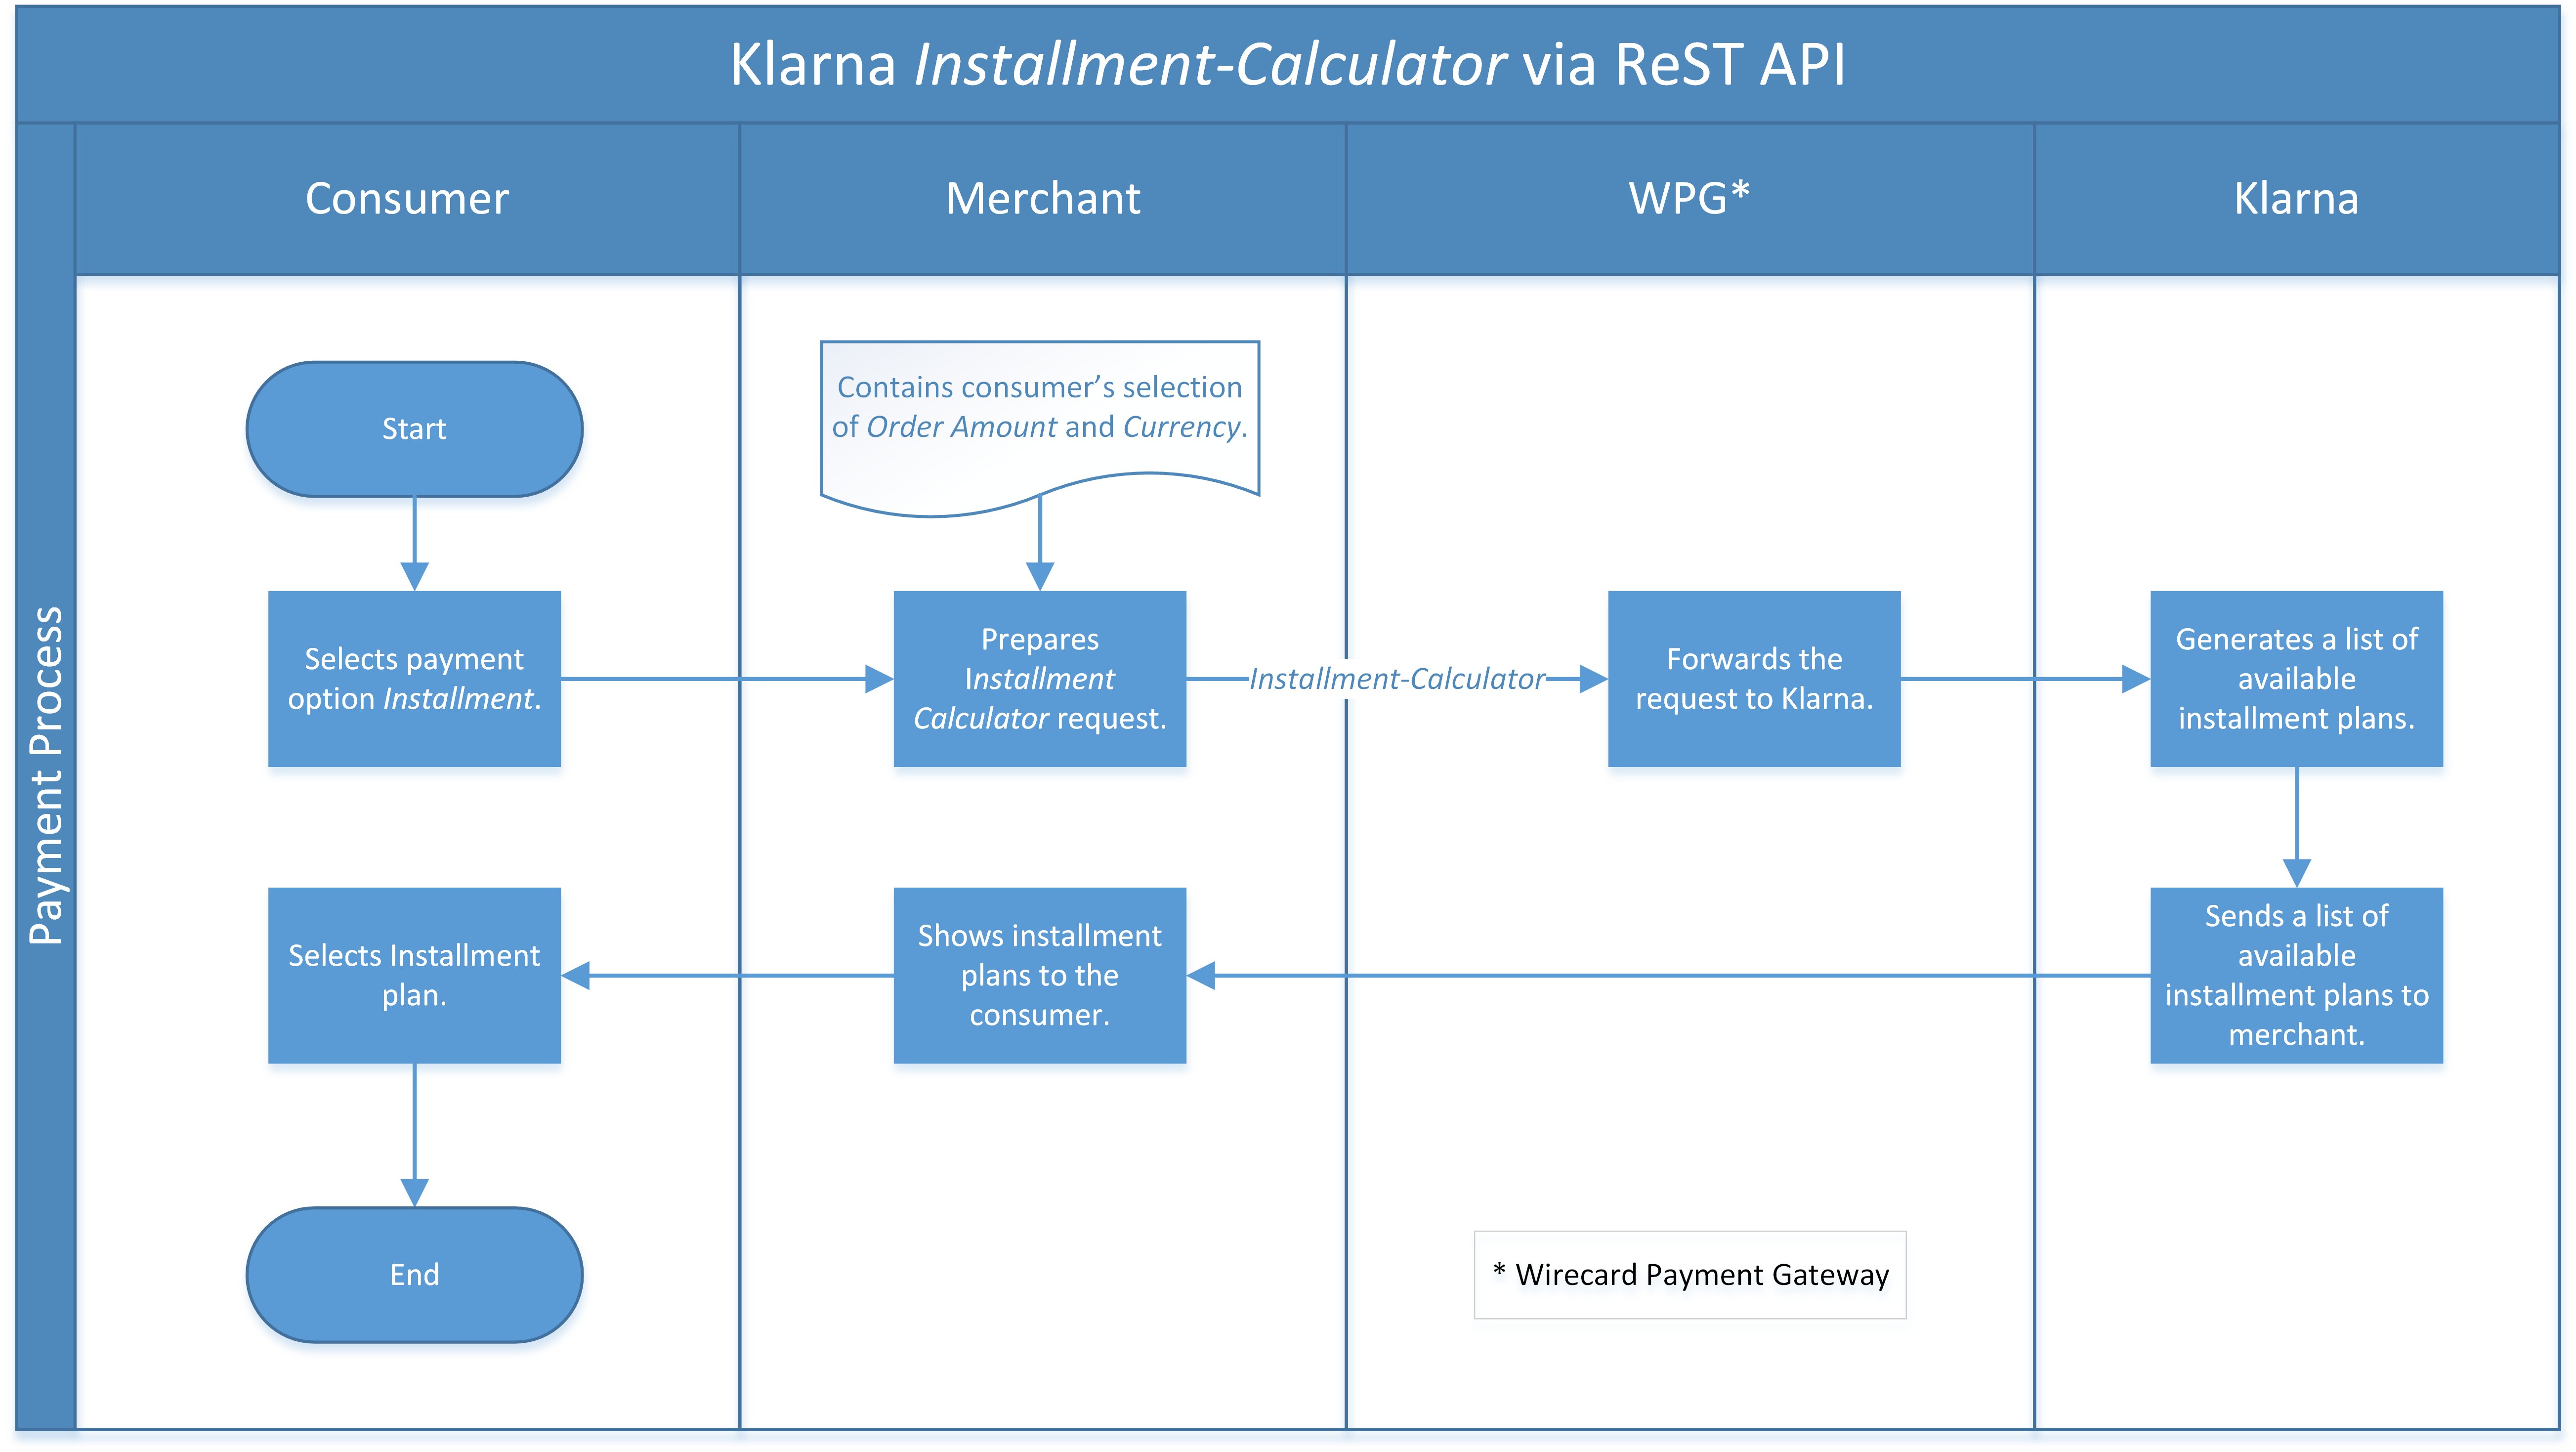 Klarna Installment-Calculator via ReST API
Payment Process
Consumer
Merchant
WPG*
Klarna
Start
Contains consumer’s selection
of Order Amount and Currency.
Selects payment
option Installment.
Prepares
Installment
Calculator request.
Installment-Calculator
Forwards the
request to Klarna.
Generates a list of
available
installment plans.
Selects Installment
plan.
Shows installment
plans to the
consumer.
Sends a list of
available
installment plans to
merchant.
End
* Wirecard Payment Gateway